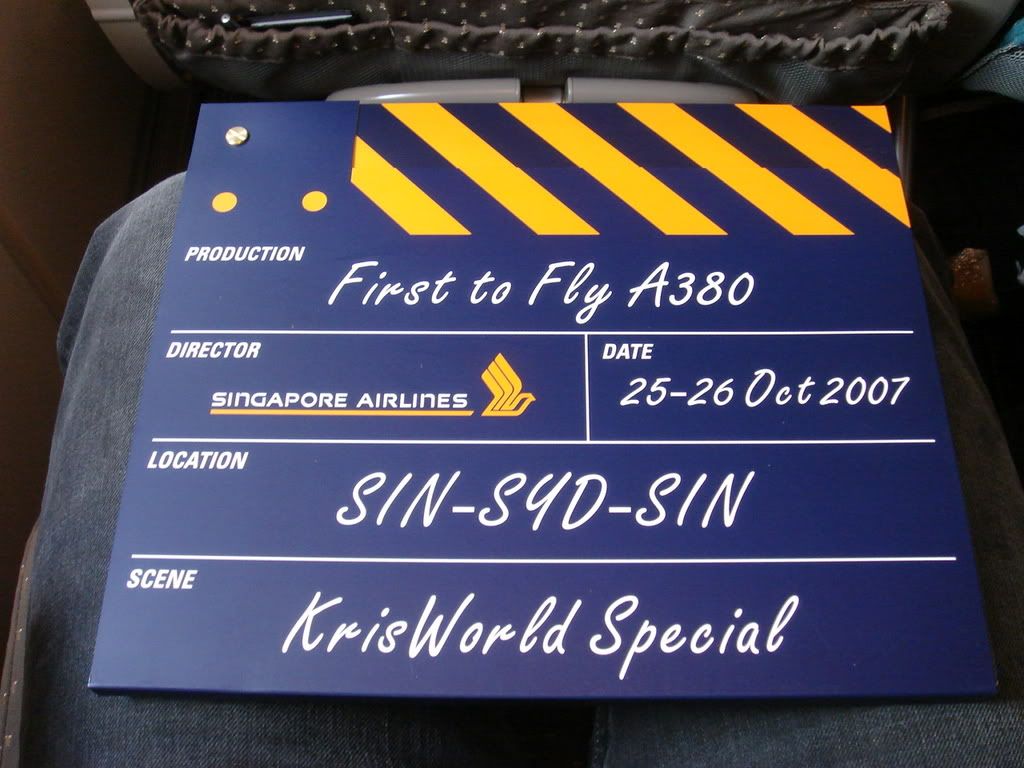 PRODUCTION
First to Fly A380
DIRECTOR
SINGAPORE AIRLINES
DATE
25-26 Oct 2007
LOCATION
SIN-SYD-SIN
SCENE
KrisWorld Special